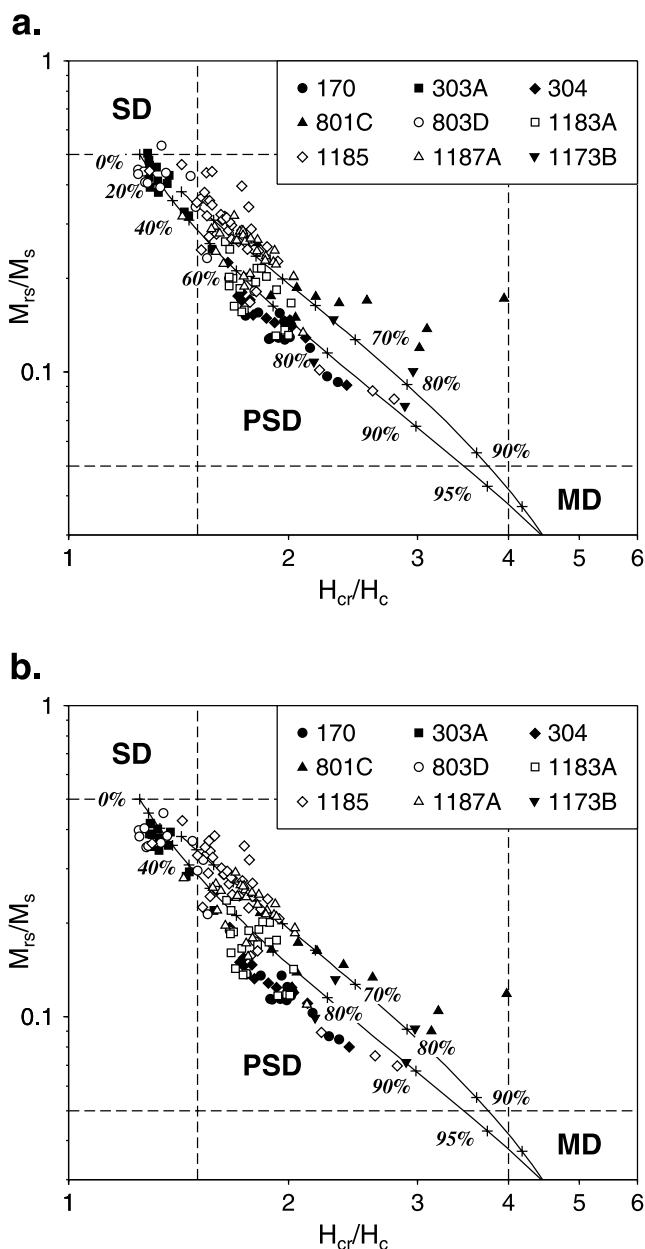 a.
1
SD
170 303A 304
801C 803D 1183A
1185 1187A 1173B
0%
20%
40%
60%
70%
80%
80%
90%
90%
95%
0.1
PSD
MD
Mrs/Ms
1 2 3 4 5 6
Hcr/Hc
b.
1
SD
170 303A 304
801C 803D 1183A
1185 1187A 1173B
0%
40%
70%
80%
80%
90%
90%
95%
0.1
PSD
MD
Mrs/Ms
1 2 3 4 5 6
Hcr/Hc